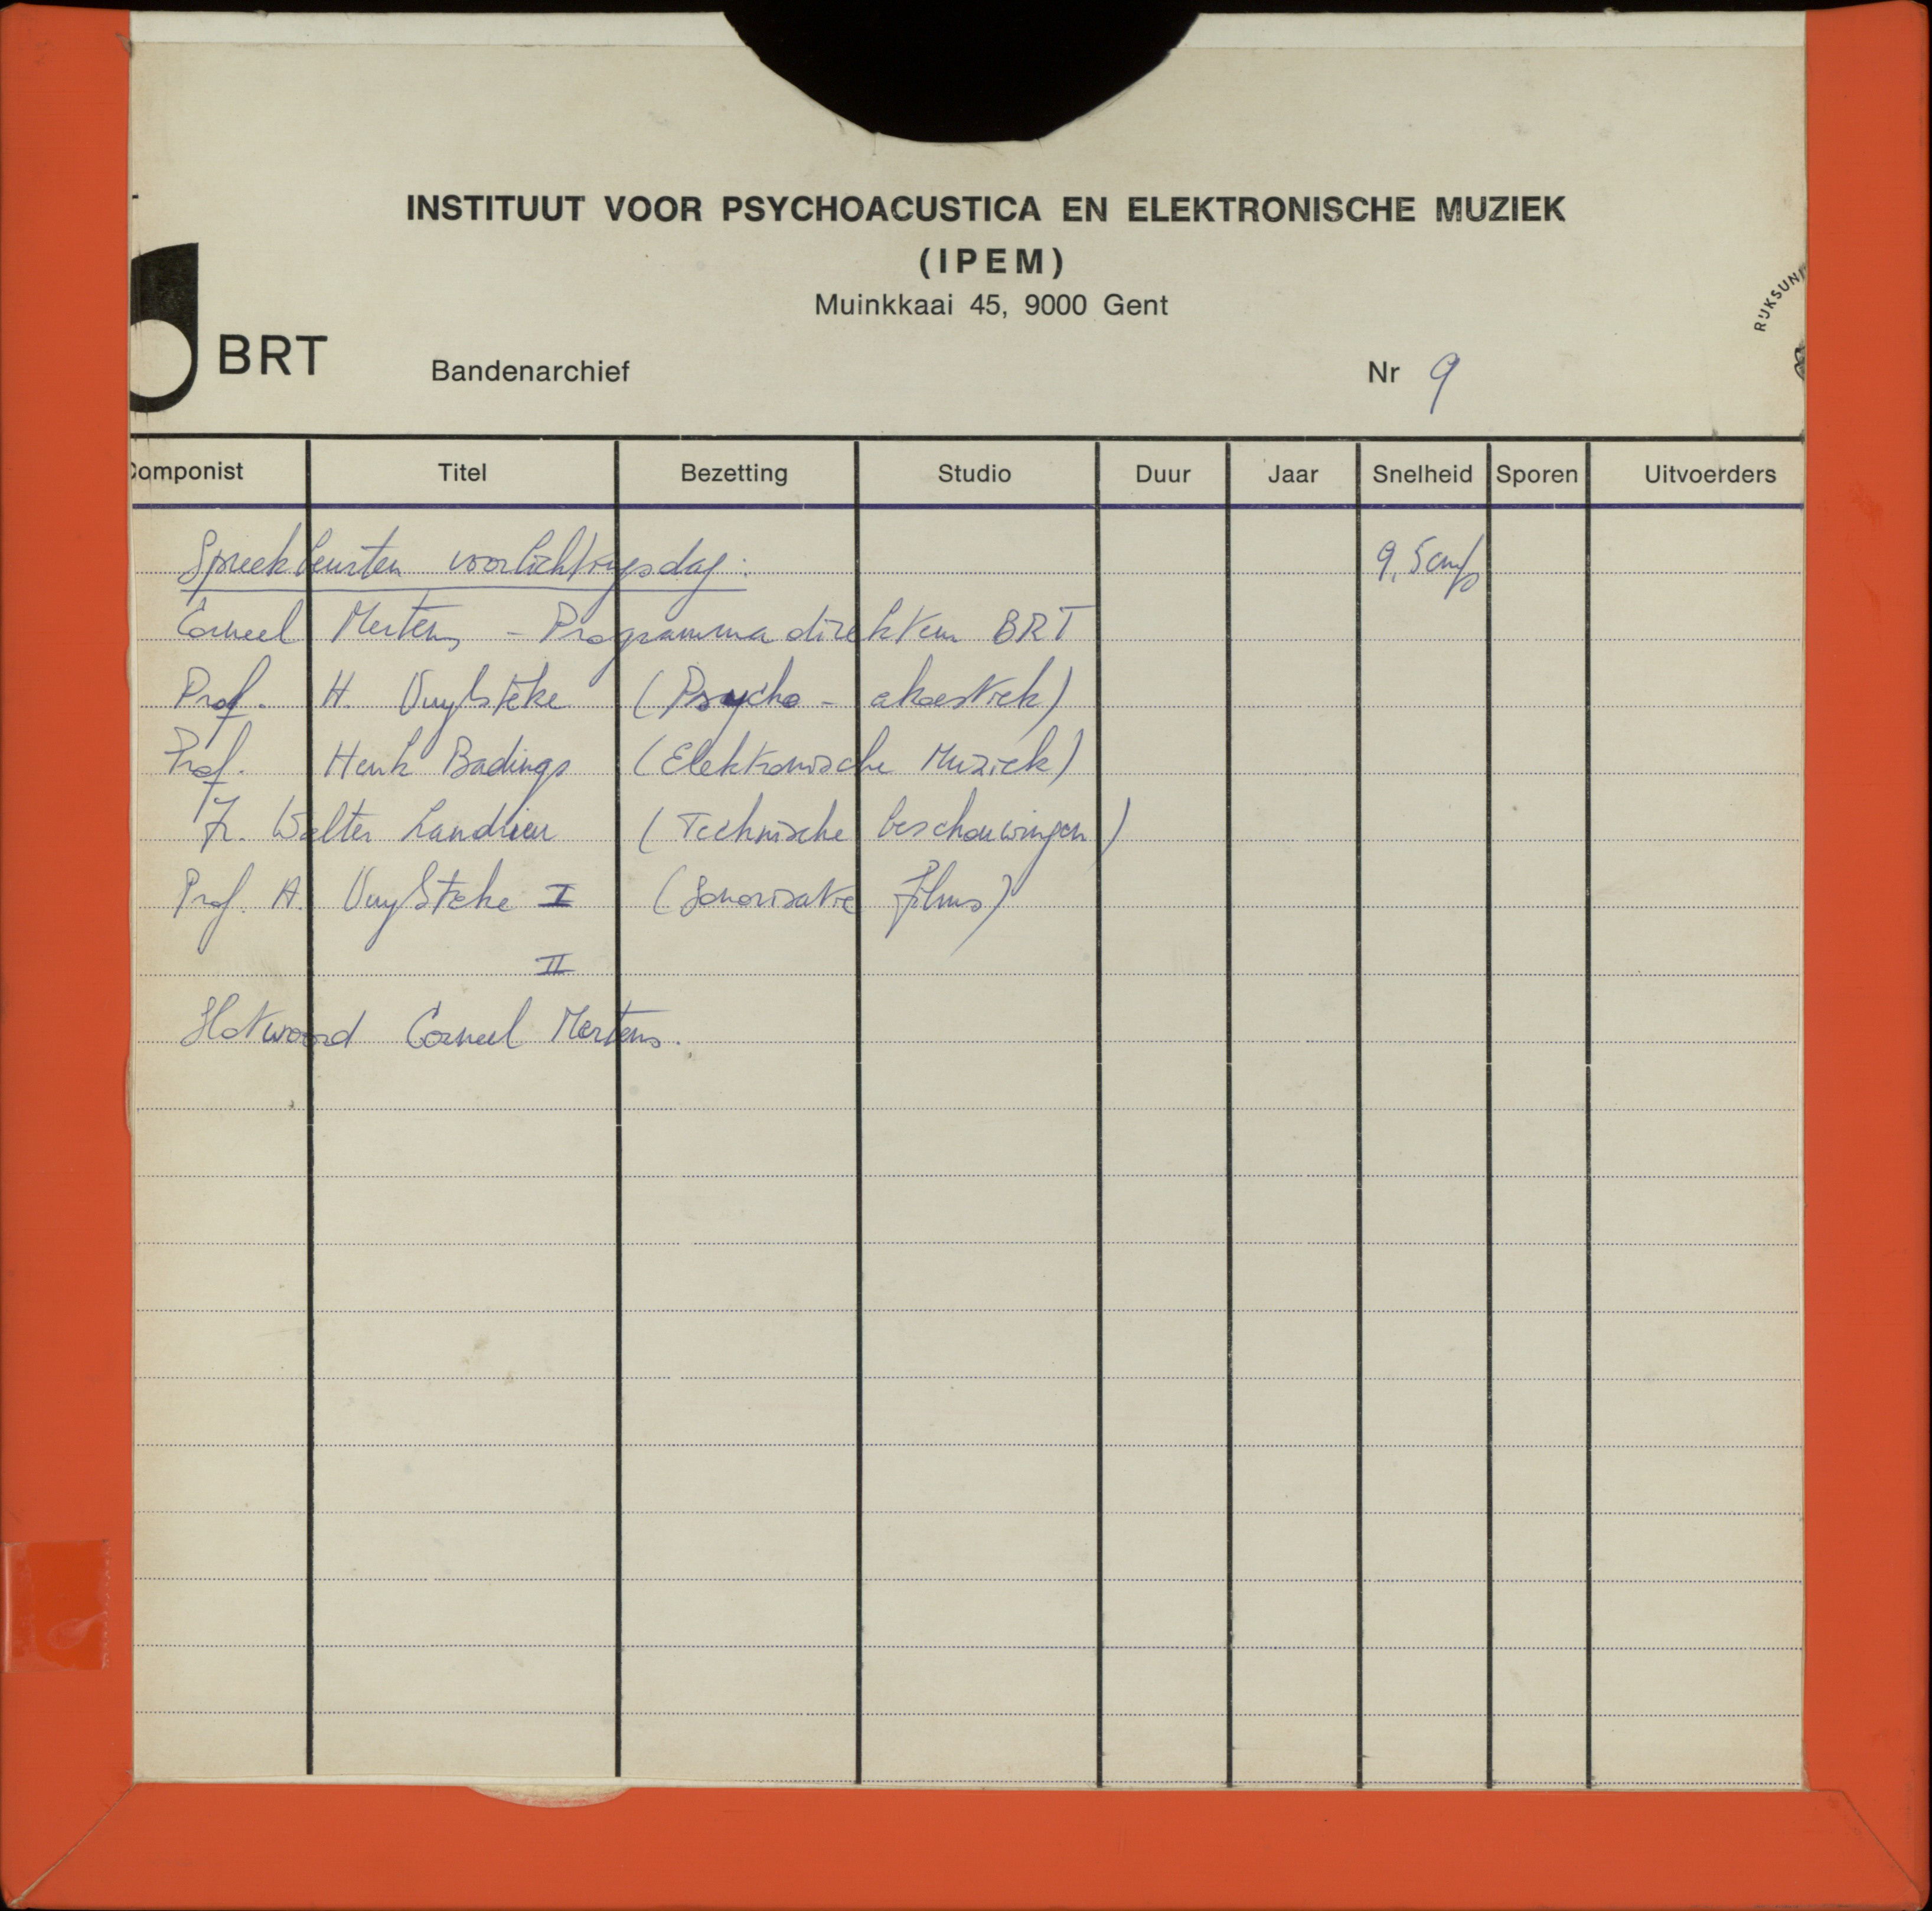 INSTITUUT VOOR PSYCHOACUSTICA EN ELEKTRONISCHE MUZIEK
(IPEM)
Muinkkaai 45, 9000 Gent
RIJKSUNI
BRT
Bandenarchief Nr 9
Componist Titel Bezetting Studio Duur Jaar Snelheid Sporen Uitvoerders
Spreekbeurten voorlichtingsdag: 9,5cm/s
Corneel Mertens - Programmadirekteur BRT
Prof. H. Vuylsteke (Psycho-akoestiek)
Prof. Henk Badings (Elektronische Muziek)
Ir. Walter Landrieu (Technische beschouwingen)
Prof. A. Vuylsteke I (Sonorisatie films)
II
Slotwoord Corneel Mertens.